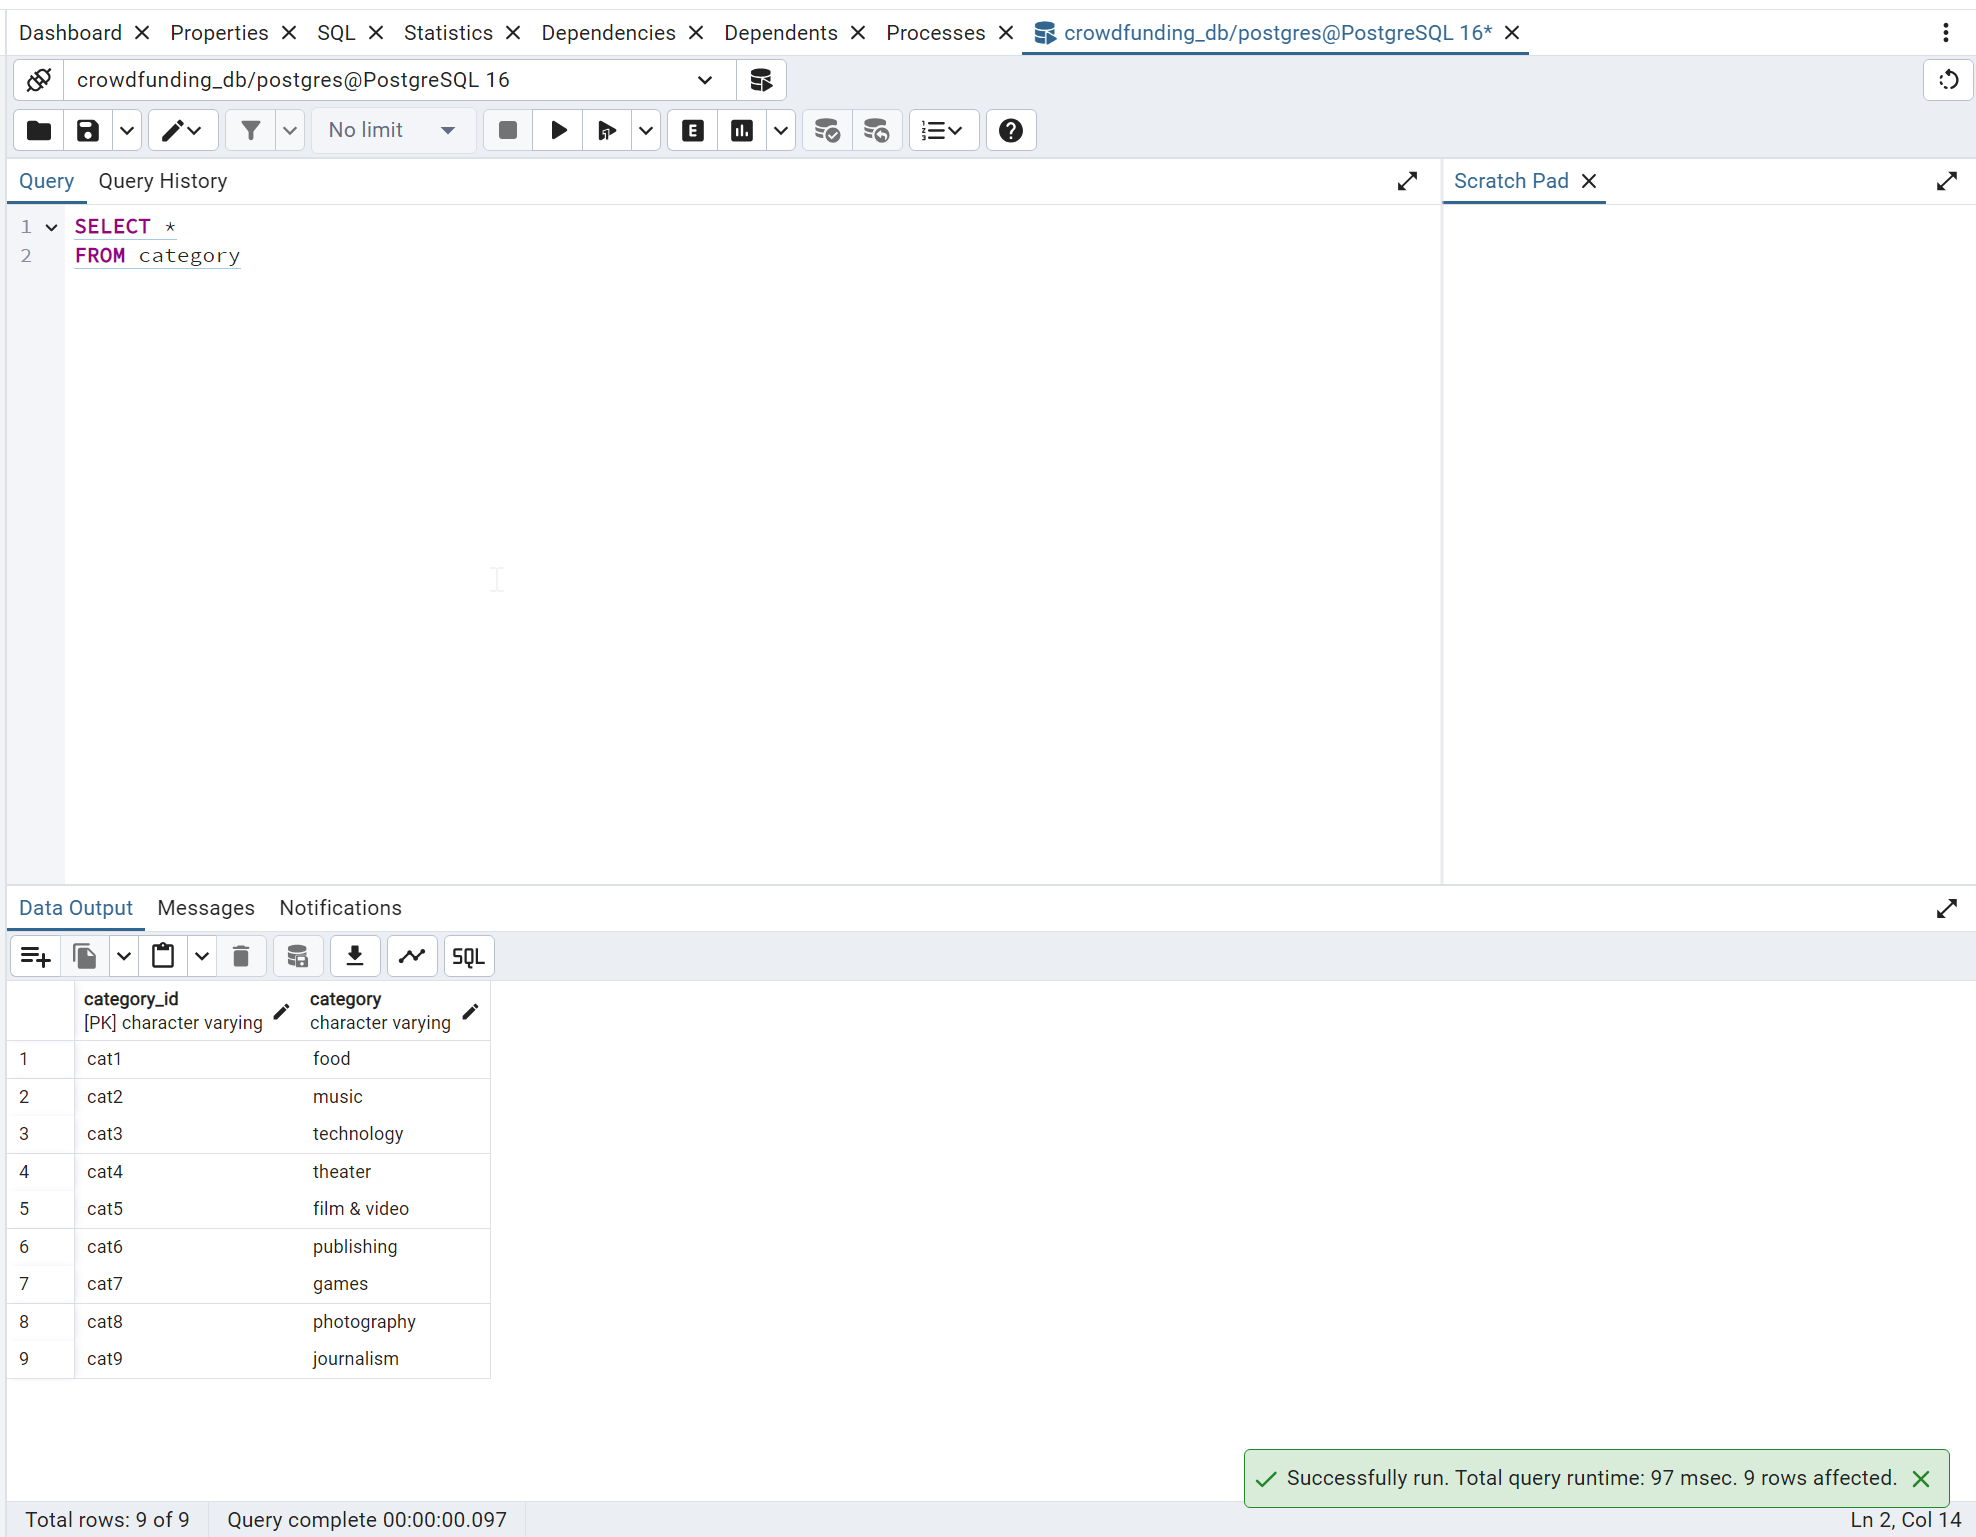 Dashboard Properties SQL Statistics Dependencies Dependents Processes crowdfunding_db/postgres@PostgreSQL 16*
crowdfunding_db/postgres@PostgreSQL 16
No limit E
Query Query History Scratch Pad
1 SELECT *
2 FROM category
Data Output Messages Notifications
SQL
category_id category
[PK] character varying character varying
1 cat1 food
2 cat2 music
3 cat3 technology
4 cat4 theater
5 cat5 film & video
6 cat6 publishing
7 cat7 games
8 cat8 photography
9 cat9 journalism
Successfully run. Total query runtime: 97 msec. 9 rows affected.
Total rows: 9 of 9 Query complete 00:00:00.097 Ln 2, Col 14